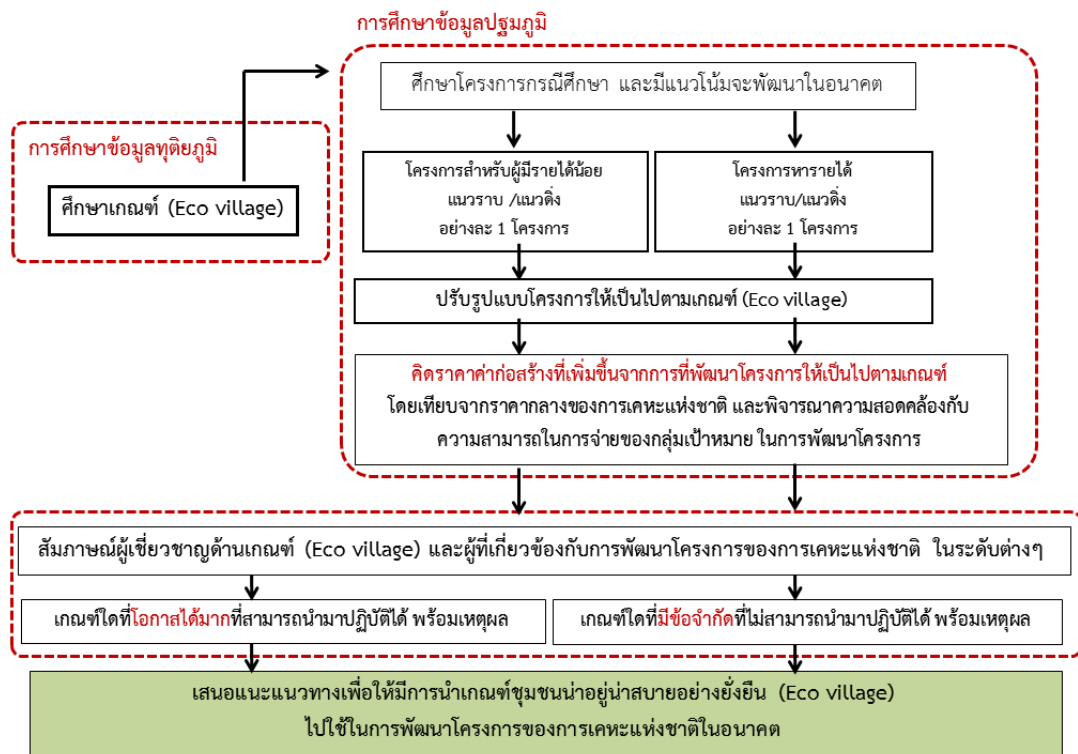 การศึกษาข้อมูลปฐมภูมิ
ศึกษาโครงการกรณีศึกษา และมีแนวโน้มจะพัฒนาในอนาคต
การศึกษาข้อมูลทุติยภูมิ
ศึกษาเกณฑ์ (Eco village)
โครงการสำหรับผู้มีรายได้น้อย
แนวราบ /แนวดิ่ง
อย่างละ 1 โครงการ
โครงการหารายได้
แนวราบ/แนวดิ่ง
อย่างละ 1 โครงการ
ปรับรูปแบบโครงการให้เป็นไปตามเกณฑ์ (Eco village)
คิดราคาค่าก่อสร้างที่เพิ่มขึ้นจากการที่พัฒนาโครงการให้เป็นไปตามเกณฑ์
โดยเทียบจากราคากลางของการเคหะแห่งชาติ และพิจารณาความสอดคล้องกับ
ความสามารถในการจ่ายของกลุ่มเป้าหมาย ในการพัฒนาโครงการ
สัมภาษณ์ผู้เชี่ยวชาญด้านเกณฑ์ (Eco village) และผู้ที่เกี่ยวข้องกับการพัฒนาโครงการของการเคหะแห่งชาติ ในระดับต่างๆ
เกณฑ์ใดที่โอกาสได้มากที่สามารถนำมาปฏิบัติได้ พร้อมเหตุผล
เกณฑ์ใดที่มีข้อจำกัดที่ไม่สามารถนำมาปฏิบัติได้ พร้อมเหตุผล
เสนอแนะแนวทางเพื่อให้มีการนำเกณฑ์ชุมชนน่าอยู่น่าสบายอย่างยั่งยืน (Eco village)
ไปใช้ในการพัฒนาโครงการของการเคหะแห่งชาติในอนาคต